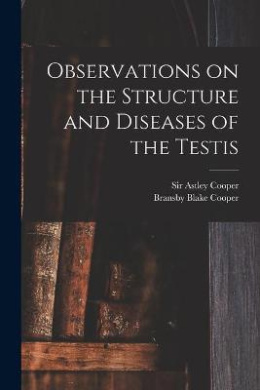 OBSERVATIONS ON
THE STRUCTURE
AND DISEASES OF
THE TESTIS
Sir Astley Cooper
Bransby Blake Cooper